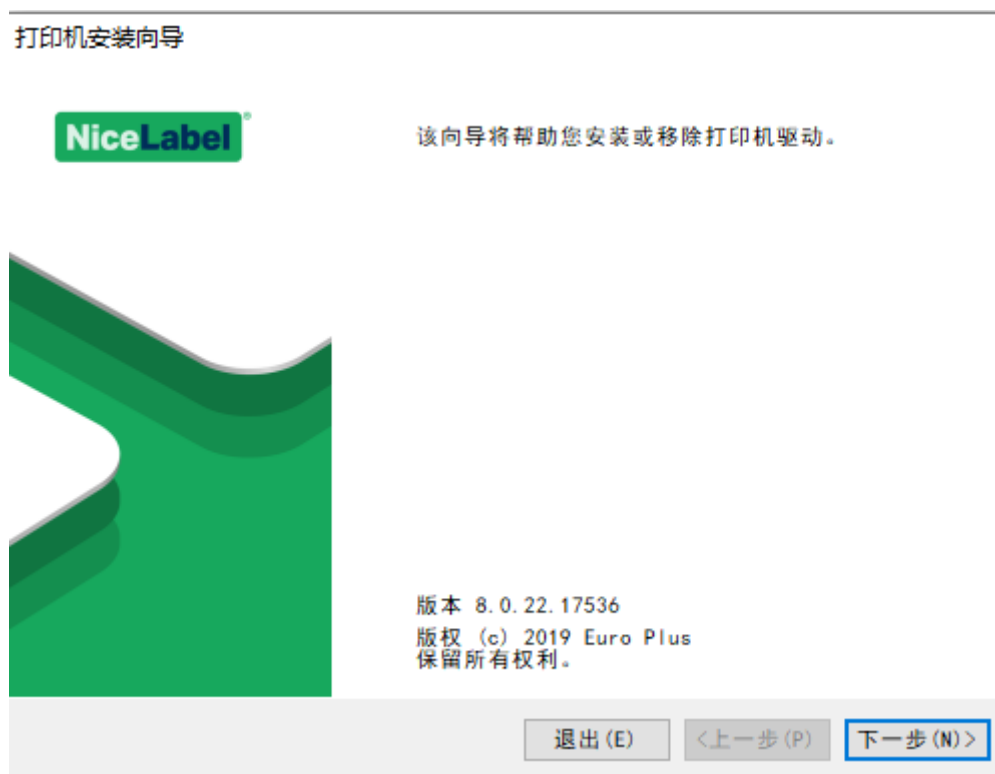 打印机安装向导
NiceLabel®
该向导将帮助您安装或移除打印机驱动。
版本 8.0.22.17536
版权 (c) 2019 Euro Plus
保留所有权利。
退出(E)
<上一步(P)
下一步(N)>